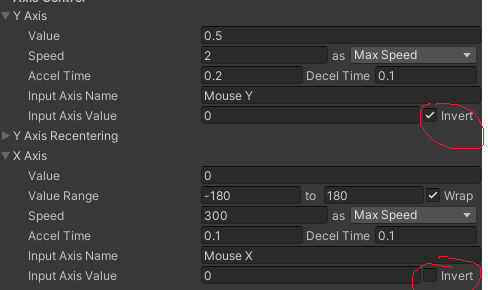 Axis Control
Y Axis
Value 0.5
Speed 2 as Max Speed
Accel Time 0.2 Decel Time 0.1
Input Axis Name Mouse Y
Input Axis Value 0 Invert
Y Axis Recentering
X Axis
Value 0
Value Range -180 to 180 Wrap
Speed 300 as Max Speed
Accel Time 0.1 Decel Time 0.1
Input Axis Name Mouse X
Input Axis Value 0 Invert